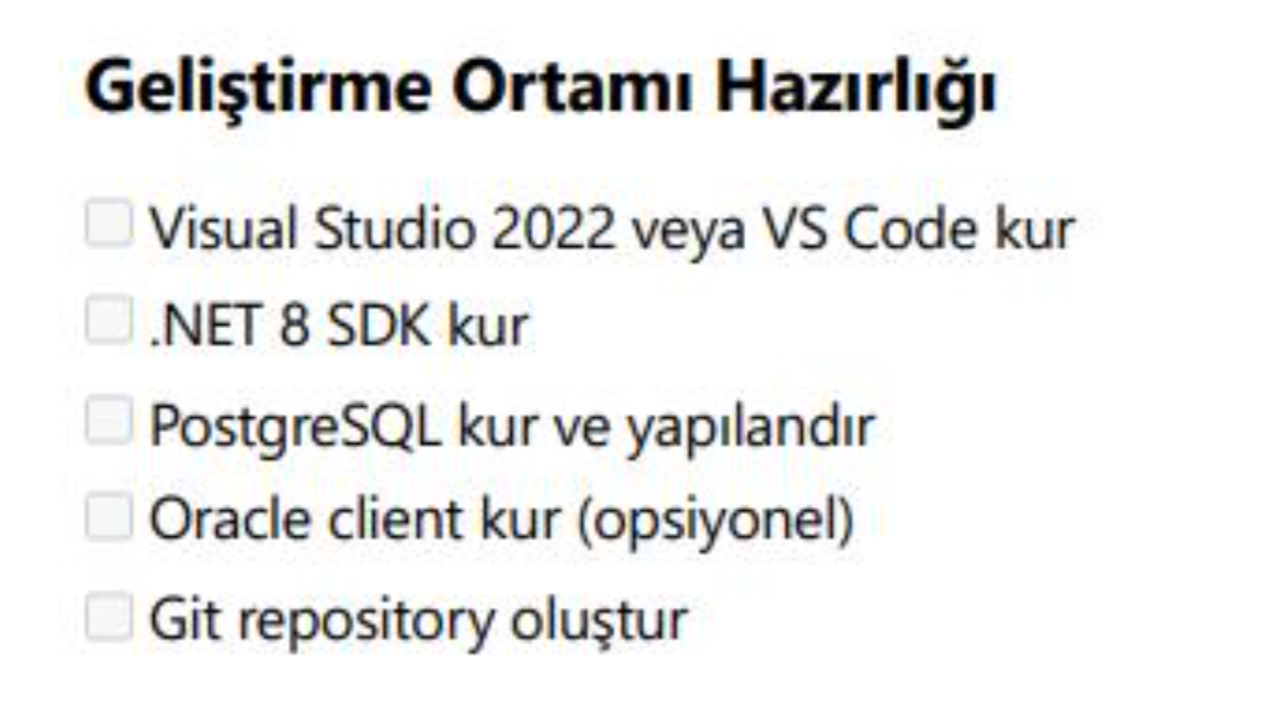 Geliştirme Ortamı Hazırlığı
Visual Studio 2022 veya VS Code kur
.NET 8 SDK kur
PostgreSQL kur ve yapılandır
Oracle client kur (opsiyonel)
Git repository oluştur